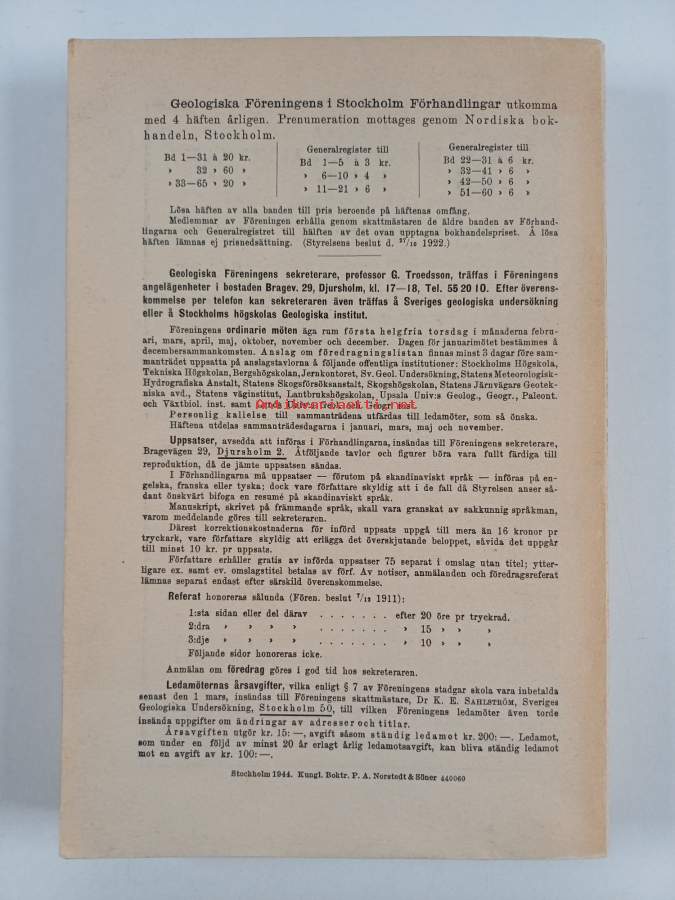 Geologiska Föreningens i Stockholm Förhandlingar utkomma
med 4 häften årligen. Prenumeration mottages genom Nordiska bok-
handeln, Stockholm.
Bd 1—31 à 20 kr.
» 32 » 60 »
» 33—65 » 20 »
Generalregister till
Bd 1—5 à 3 kr.
» 6—10 » 4 »
» 11—21 » 6 »
Generalregister till
Bd 22—31 à 6 kr.
» 32—41 » 6 »
» 42—50 » 6 »
» 51—60 » 6 »
Lösa häften av alla banden till pris beroende på häftenas omfång.
Medlemmar av Föreningen erhålla genom skattmästaren de äldre banden av Förhand-
lingarna och Generalregistret till hälften av det ovan upptagna bokhandelspriset. Å lösa
häften lämnas ej prisnedsättning. (Styrelsens beslut d. 27/10 1922.)
Geologiska Föreningens sekreterare, professor G. Troedsson, träffas i Föreningens
angelägenheter i bostaden Bragev. 29, Djursholm, kl. 17—18, Tel. 55 20 10. Efter överens-
kommelse per telefon kan sekreteraren även träffas å Sveriges geologiska undersökning
eller å Stockholms högskolas Geologiska institut.
Föreningens ordinarie möten äga rum första helgfria torsdag i månaderna febru-
ari, mars, april, maj, oktober, november och december. Dagen för januarimötet bestämmes å
decembersammankomsten. Anslag om föredragningslistan finnas minst 3 dagar före sam-
manträdet uppsatta på anslagstavlorna å följande offentliga institutioner: Stockholms Högskola,
Tekniska Högskolan, Bergshögskolan, Jernkontoret, Sv. Geol. Undersökning, Statens Meteorologisk-
Hydrografiska Anstalt, Statens Skogsförsöksanstalt, Skogshögskolan, Statens Järnvägars Geotek-
niska avd., Statens väginstitut, Lantbrukshögskolan, Upsala Univ:s Geolog., Geogr., Paleont.
och Växtbiol. inst. samt Lunds Univ:s Geol. och Geogr. inst.
Antikvariaatti.net
Personlig kallelse till sammanträdena utfärdas till ledamöter, som så önska.
Häftena utdelas sammanträdesdagarna i januari, mars, maj och november.
Uppsatser, avsedda att införas i Förhandlingarna, insändas till Föreningens sekreterare,
Bragevägen 29, Djursholm 2. Åtföljande tavlor och figurer böra vara fullt färdiga till
reproduktion, då de jämte uppsatsen sändas.
I Förhandlingarna må uppsatser — förutom på skandinaviskt språk — införas på en-
gelska, franska eller tyska; dock vare författare skyldig att i de fall då Styrelsen anser så-
dant önskvärt bifoga en resumé på skandinaviskt språk.
Manuskript, skrivet på främmande språk, skall vara granskat av sakkunnig språkman,
varom meddelande göres till sekreteraren.
Därest korrektionskostnaderna för införd uppsats uppgå till mera än 16 kronor pr
tryckark, vare författare skyldig att erlägga det överskjutande beloppet, såvida det uppgår
till minst 10 kr. pr uppsats.
Författare erhåller gratis av införda uppsatser 75 separat i omslag utan titel; ytter-
ligare ex. samt ev. omslagstitel betalas av förf. Av notiser, anmälanden och föredragsreferat
lämnas separat endast efter särskild överenskommelse.
Referat honoreras sålunda (Fören. beslut 7/12 1911):
1:sta sidan eller del därav . . . . . . . efter 20 öre pr tryckrad.
2:dra » » » » . . . . . . . » 15 » » »
3:dje » » » » . . . . . . . » 10 » » »
Följande sidor honoreras icke.
Anmälan om föredrag göres i god tid hos sekreteraren.
Ledamöternas årsavgifter, vilka enligt § 7 av Föreningens stadgar skola vara inbetalda
senast den 1 mars, insändas till Föreningens skattmästare, Dr K. E. SAHLSTRÖM, Sveriges
Geologiska Undersökning, Stockholm 50, till vilken Föreningens ledamöter även torde
insända uppgifter om ändringar av adresser och titlar.
Årsavgiften utgör kr. 15: —, avgift såsom ständig ledamot kr. 200: —. Ledamot,
som under en följd av minst 20 år erlagt årlig ledamotsavgift, kan bliva ständig ledamot
mot en avgift av kr. 100: —.
Stockholm 1944. Kungl. Boktr. P. A. Norstedt & Söner 440060